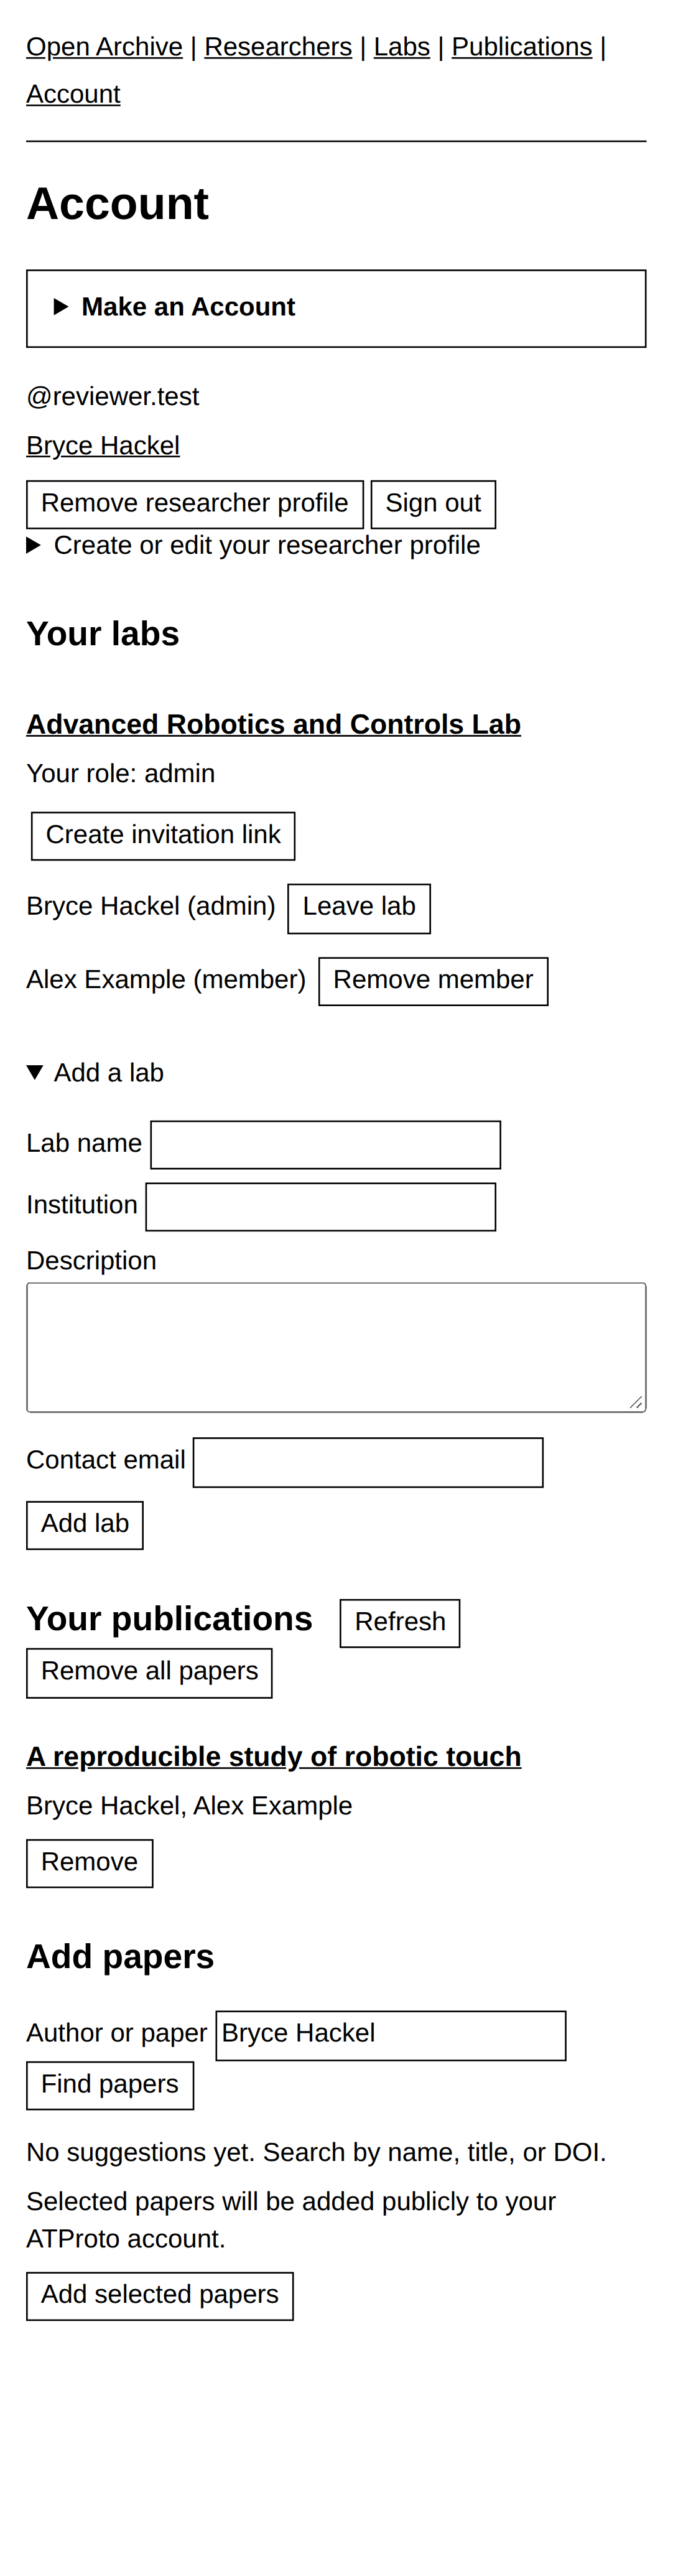 Open Archive | Researchers | Labs | Publications |
Account
Account
Make an Account
@reviewer.test
Bryce Hackel
Remove researcher profile Sign out
Create or edit your researcher profile
Your labs
Advanced Robotics and Controls Lab
Your role: admin
Create invitation link
Bryce Hackel (admin) Leave lab
Alex Example (member) Remove member
Add a lab
Lab name
Institution
Description
Contact email
Add lab
Your publications Refresh
Remove all papers
A reproducible study of robotic touch
Bryce Hackel, Alex Example
Remove
Add papers
Author or paper Bryce Hackel
Find papers
No suggestions yet. Search by name, title, or DOI.
Selected papers will be added publicly to your
ATProto account.
Add selected papers